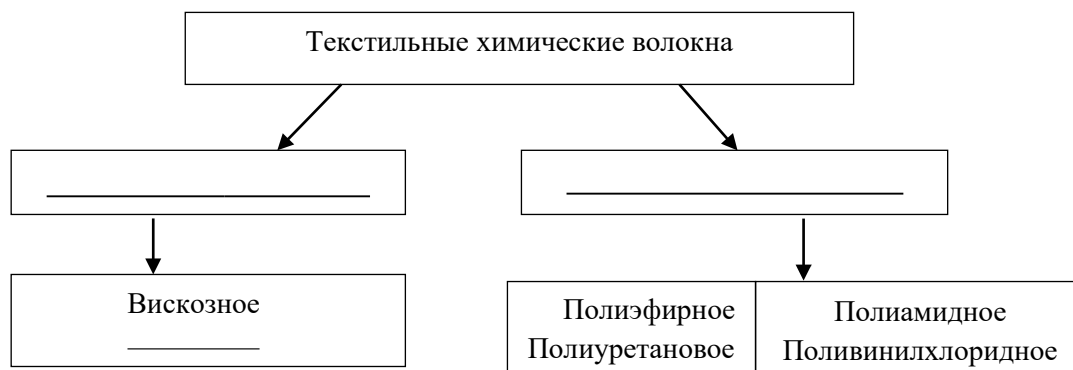 Текстильные химические волокна
Вискозное
Полиэфирное
Полиуретановое
Полиамидное
Поливинилхлоридное